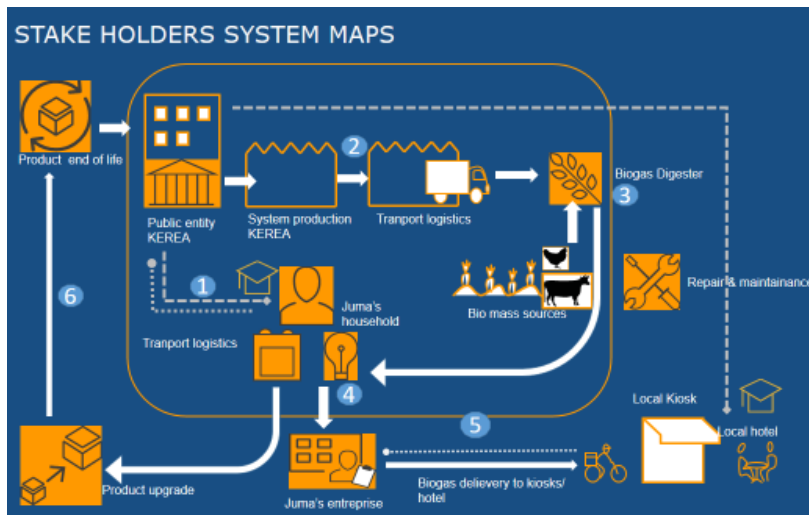 STAKE HOLDERS SYSTEM MAPS
2
Product end of life
Biogas Digester
3
Public entity
KEREA
System production
KEREA
Tranport logistics
6
1
Repair & maintainance
Juma's
household
Bio mass sources
Tranport logistics
4
Local Kiosk
5
Local hotel
Product upgrade
Juma's entreprise
Biogas delievery to kiosks/
hotel